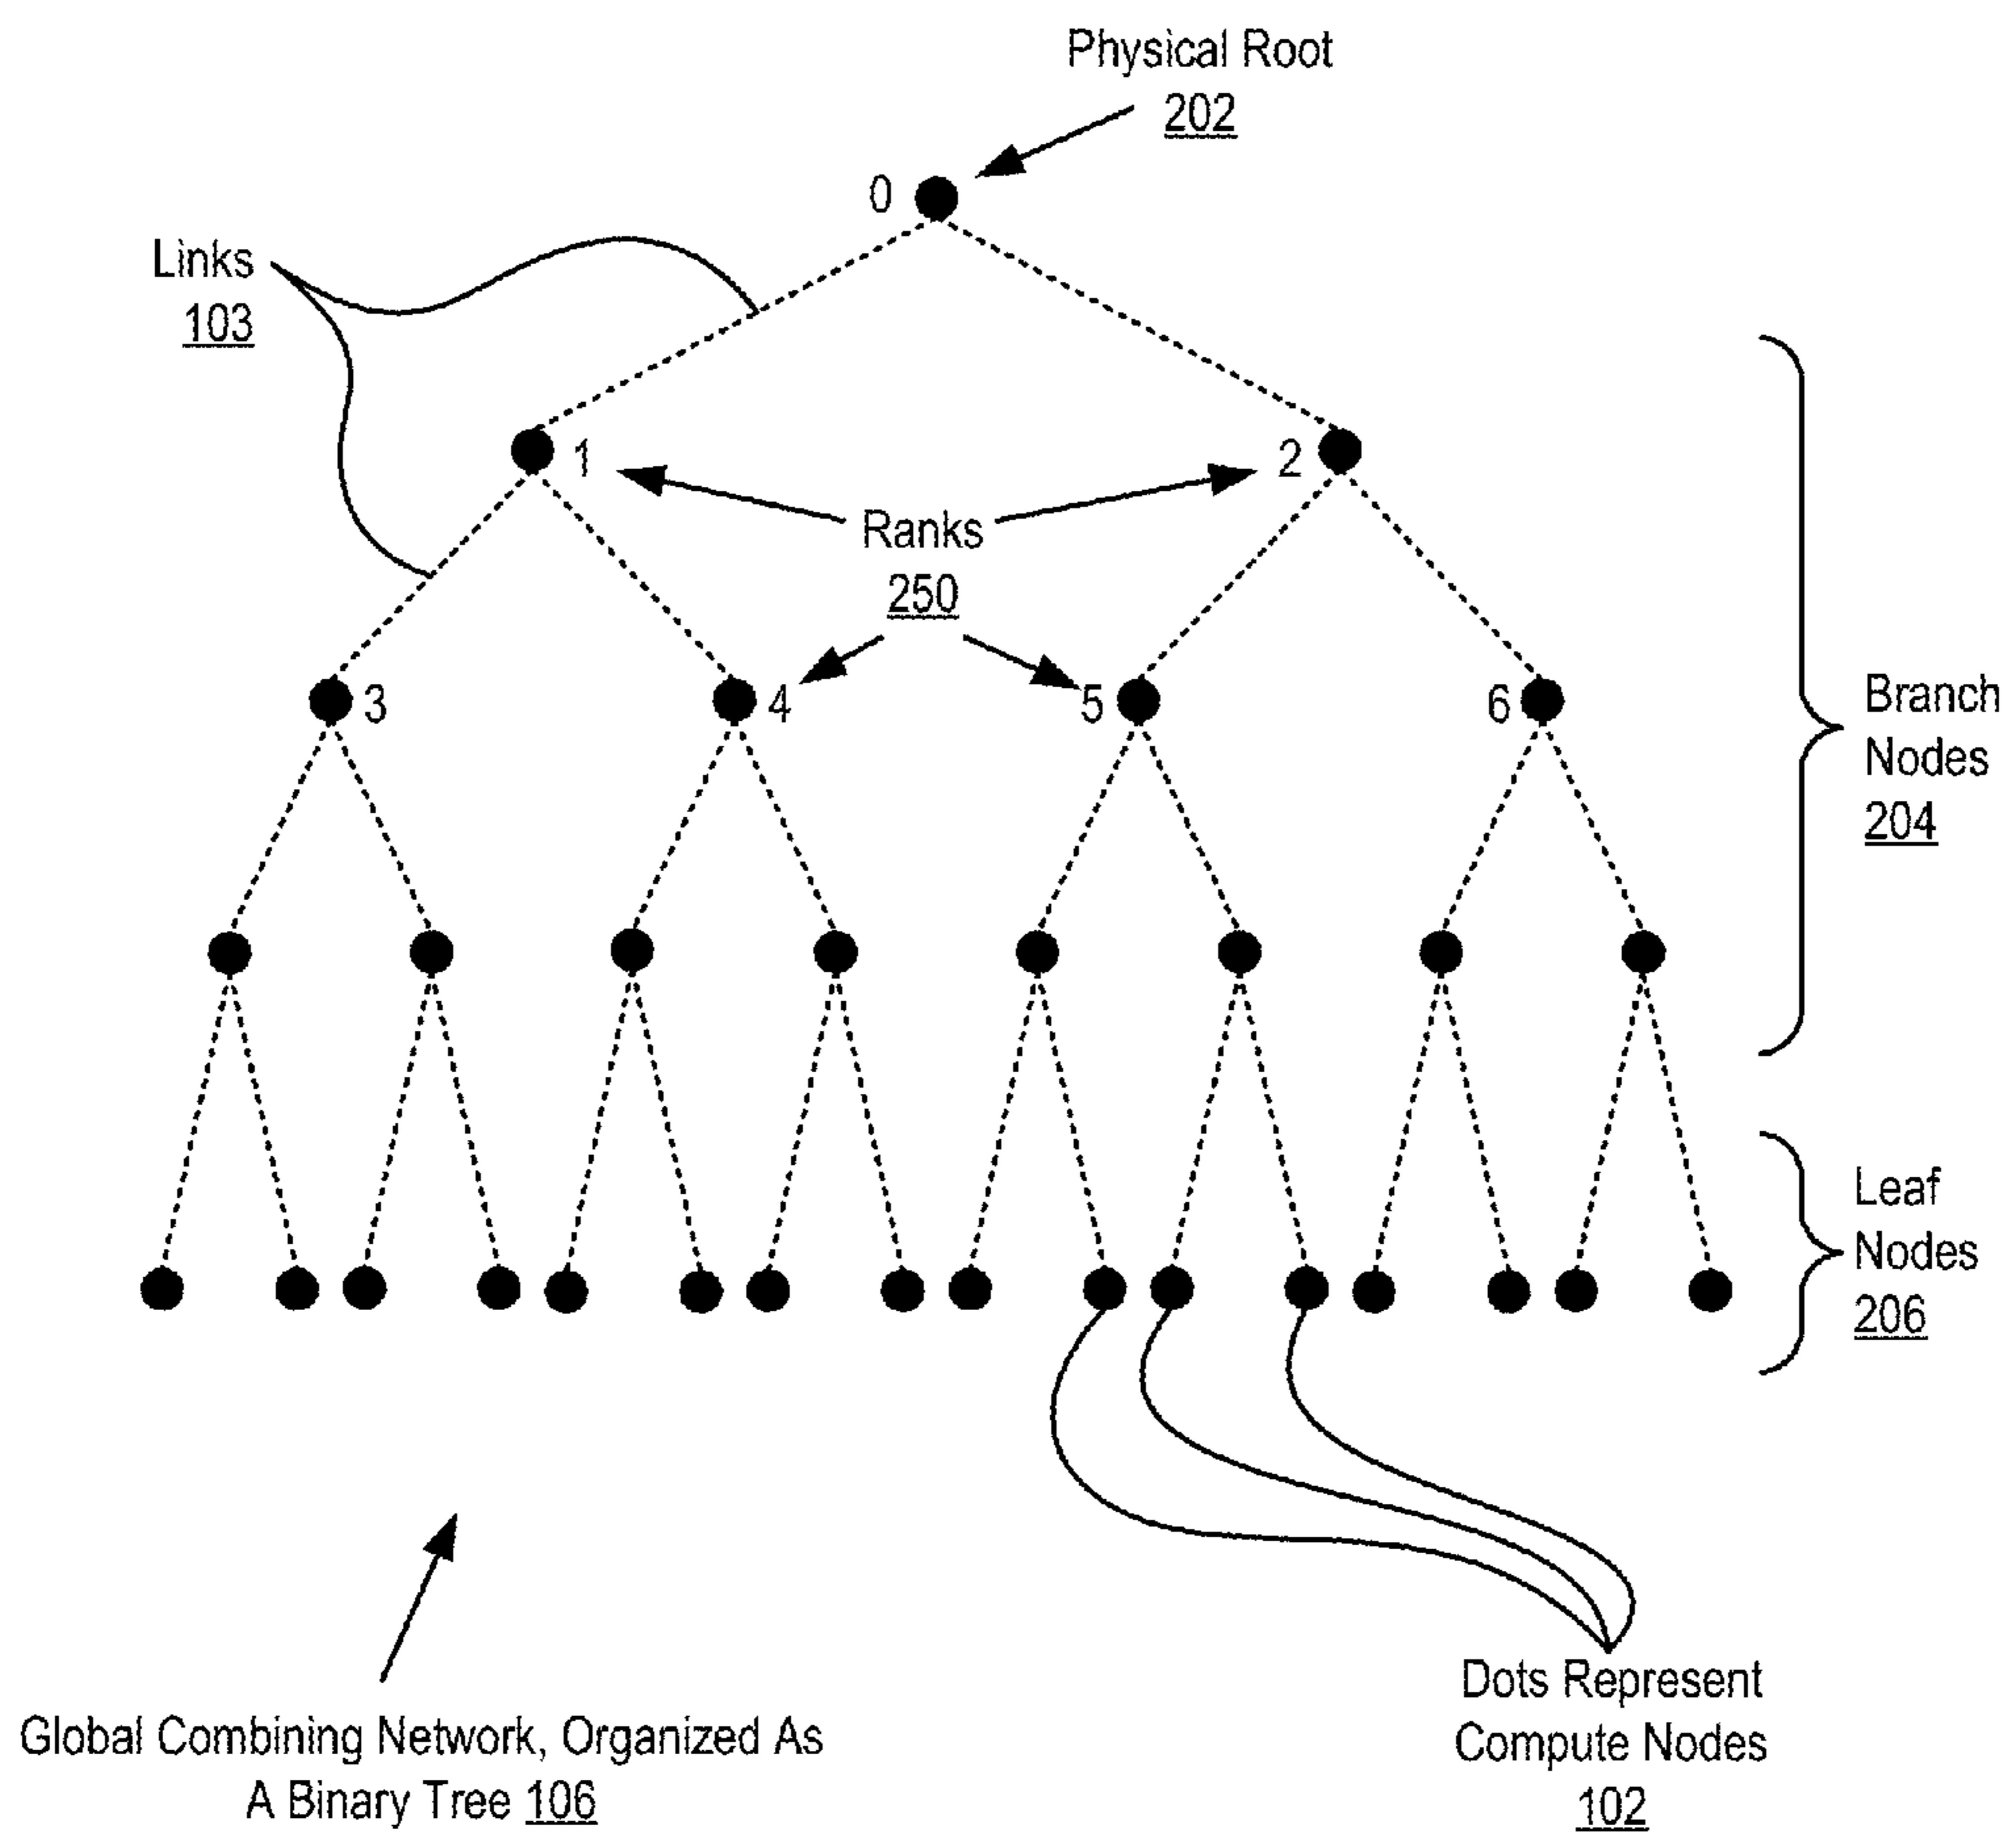 Physical Root
202
0
Links
103
1
2
Ranks
250
3
4
5
6
Branch
Nodes
204
Leaf
Nodes
206
Global Combining Network, Organized As
A Binary Tree 106
Dots Represent
Compute Nodes
102